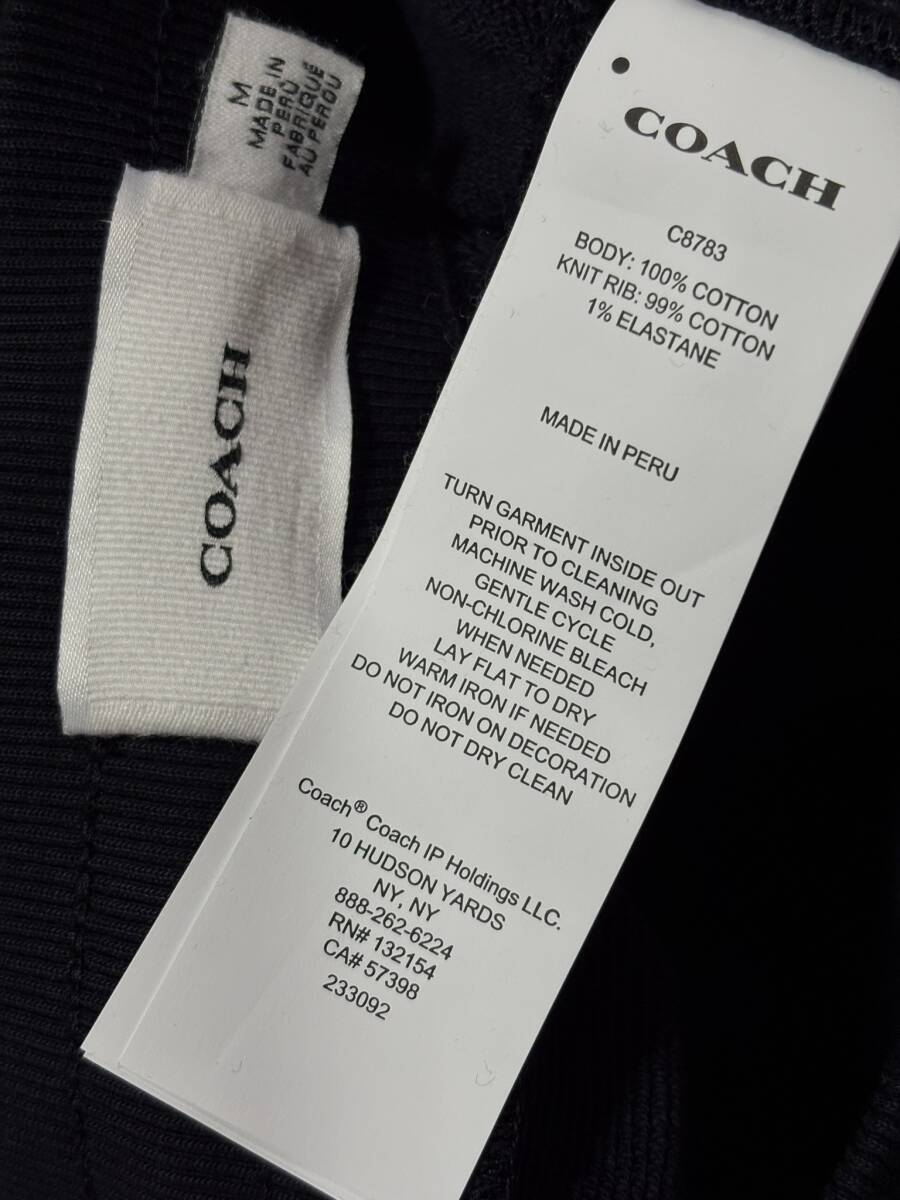 M
MADE IN
PERU
FABRIQUÉ
AU PEROU
COACH
COACH
C8783
BODY: 100% COTTON
KNIT RIB: 99% COTTON
1% ELASTANE
MADE IN PERU
TURN GARMENT INSIDE OUT
PRIOR TO CLEANING
MACHINE WASH COLD,
GENTLE CYCLE
NON-CHLORINE BLEACH
WHEN NEEDED
LAY FLAT TO DRY
WARM IRON IF NEEDED
DO NOT IRON ON DECORATION
DO NOT DRY CLEAN
Coach® Coach IP Holdings LLC.
10 HUDSON YARDS
NY, NY
888-262-6224
RN# 132154
CA# 57398
233092